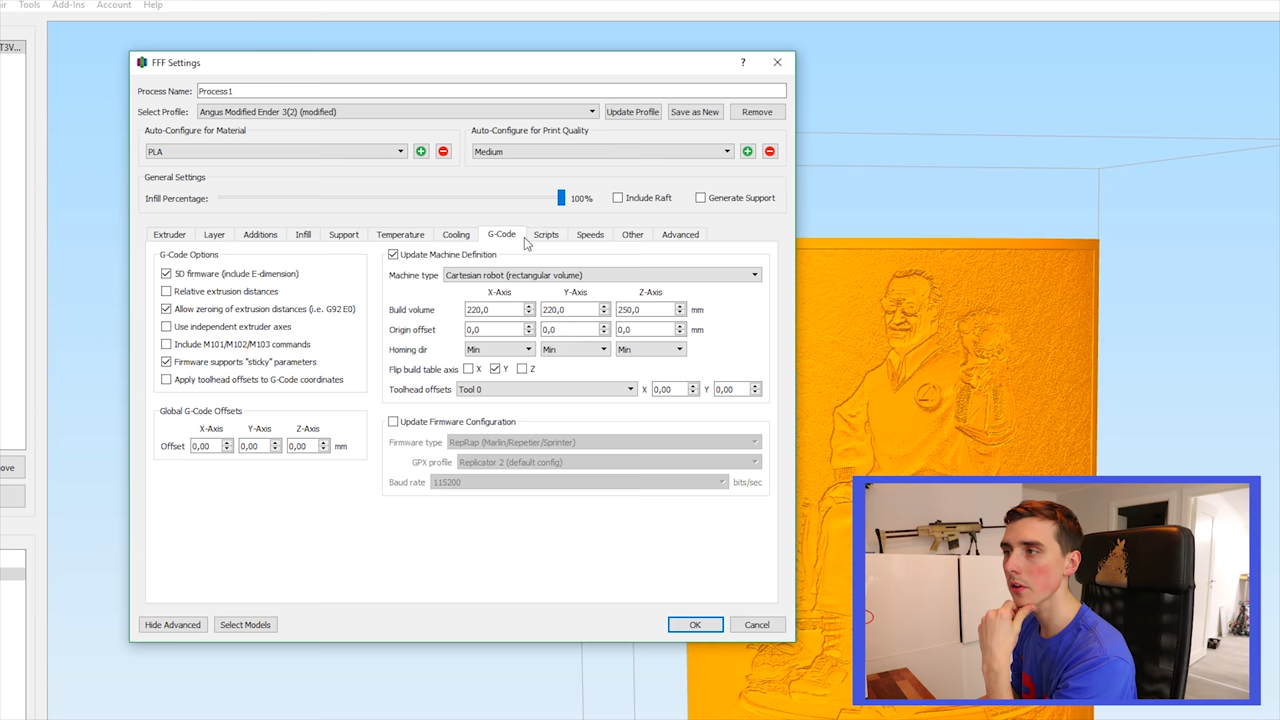 Tools Add-Ins Account Help
FFF Settings
?
Process Name: Process1
Select Profile: Angus Modified Ender 3(2) (modified) Update Profile Save as New Remove
Auto-Configure for Material Auto-Configure for Print Quality
PLA Medium
General Settings
Infill Percentage: 100% Include Raft Generate Support
Extruder Layer Additions Infill Support Temperature Cooling G-Code Scripts Speeds Other Advanced
G-Code Options
5D firmware (include E-dimension)
Relative extrusion distances
Allow zeroing of extrusion distances (i.e. G92 E0)
Use independent extruder axes
Include M101/M102/M103 commands
Firmware supports "sticky" parameters
Apply toolhead offsets to G-Code coordinates
Global G-Code Offsets
X-Axis Y-Axis Z-Axis
Offset 0,00 0,00 0,00 mm
Update Machine Definition
Machine type Cartesian robot (rectangular volume)
X-Axis Y-Axis Z-Axis
Build volume 220,0 220,0 250,0 mm
Origin offset 0,0 0,0 0,0 mm
Homing dir Min Min Min
Flip build table axis X Y Z
Toolhead offsets Tool 0 X 0,00 Y 0,00
Update Firmware Configuration
Firmware type RepRap (Marlin/Repetier/Sprinter)
GPX profile Replicator 2 (default config)
Baud rate 115200 bits/sec
Hide Advanced Select Models OK Cancel